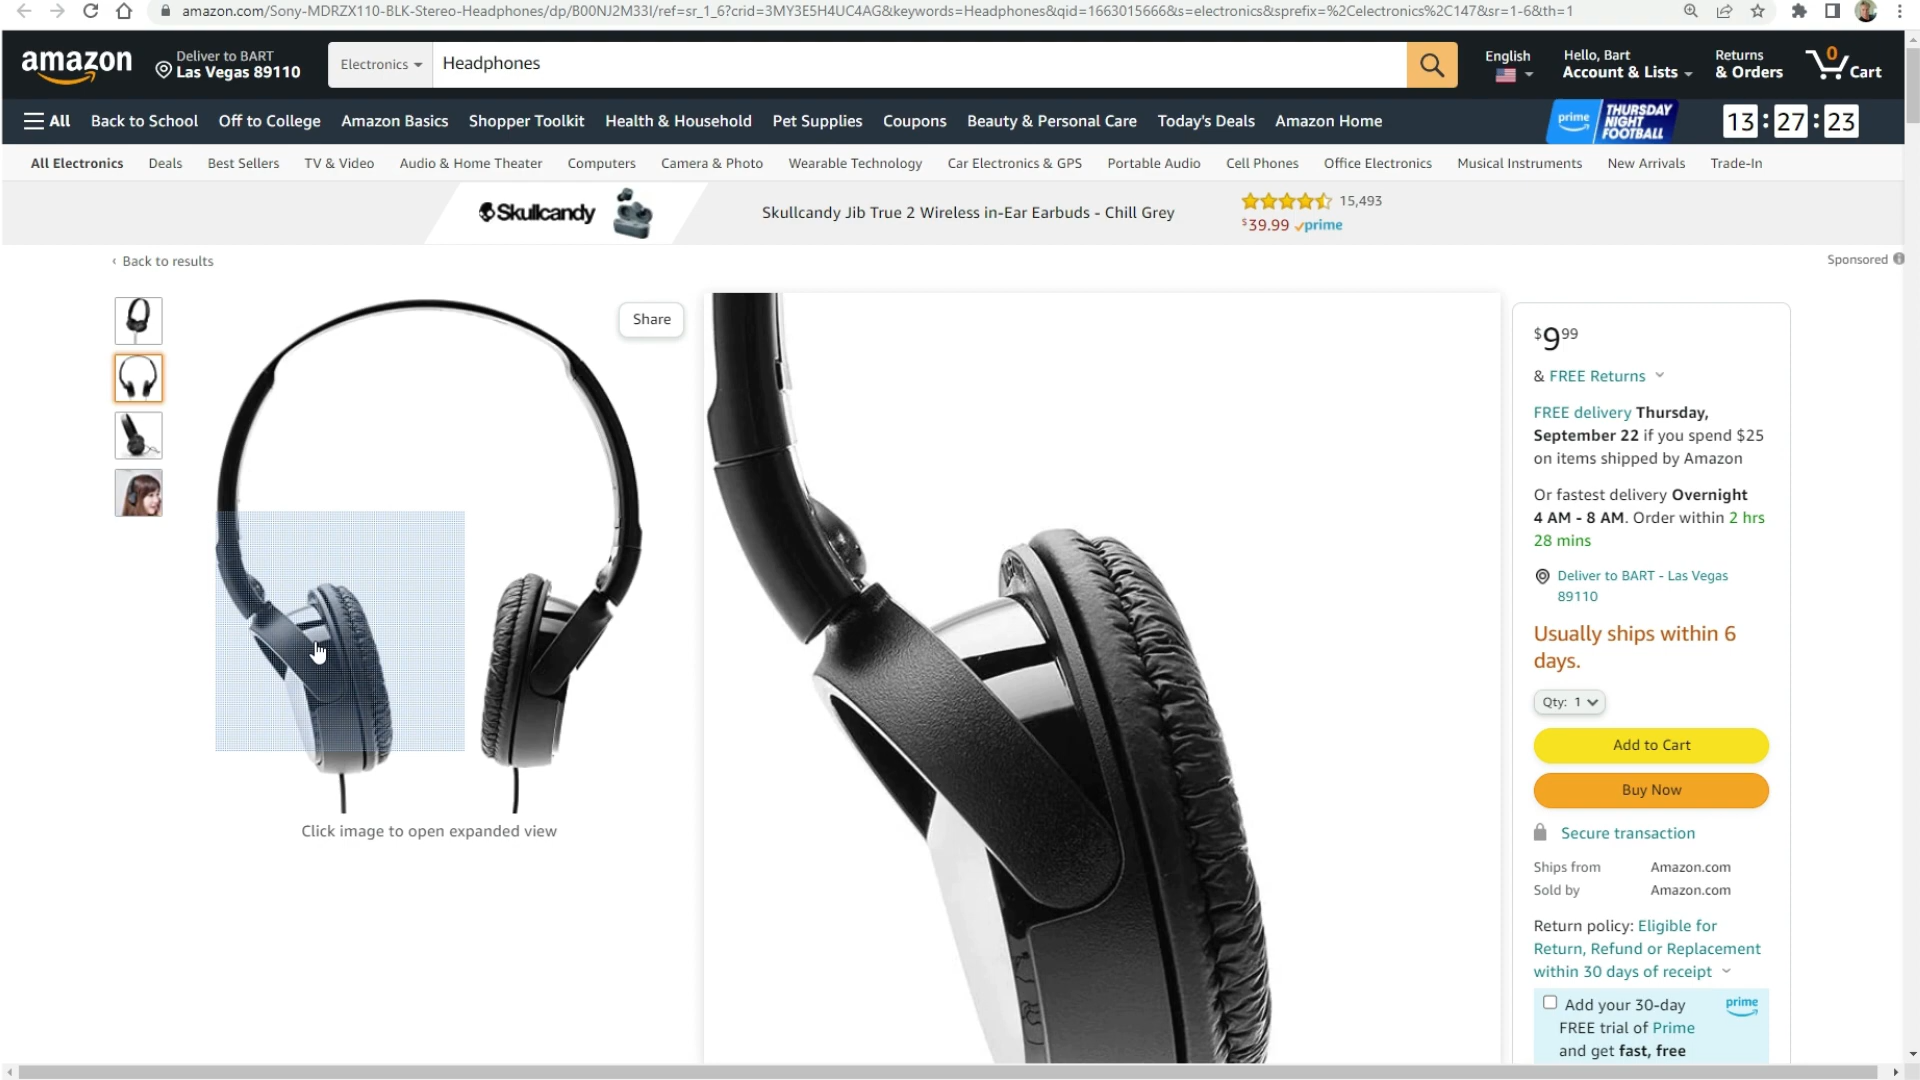 amazon.com/Sony-MDRZX110-BLK-Stereo-Headphones/dp/B00NJ2M33I/ref=sr_1_6?crid=3MY3E5H4UC4AG&keywords=Headphones&qid=1663015666&s=electronics&sprefix=%2Celectronics%2C147&sr=1-6&th=1
amazon
Deliver to BART
Las Vegas 89110
Electronics
Headphones
English
Hello, Bart
Account & Lists
Returns
& Orders
0
Cart
All Back to School Off to College Amazon Basics Shopper Toolkit Health & Household Pet Supplies Coupons Beauty & Personal Care Today's Deals Amazon Home
prime
THURSDAY
NIGHT
FOOTBALL
13 : 27 : 23
All Electronics Deals Best Sellers TV & Video Audio & Home Theater Computers Camera & Photo Wearable Technology Car Electronics & GPS Portable Audio Cell Phones Office Electronics Musical Instruments New Arrivals Trade-In
Skullcandy
Skullcandy Jib True 2 Wireless in-Ear Earbuds - Chill Grey
15,493
$39.99 prime
‹ Back to results
Sponsored
Share
Click image to open expanded view
$9 99
& FREE Returns
FREE delivery Thursday,
September 22 if you spend $25
on items shipped by Amazon
Or fastest delivery Overnight
4 AM - 8 AM. Order within 2 hrs
28 mins
Deliver to BART - Las Vegas
89110
Usually ships within 6
days.
Qty: 1
Add to Cart
Buy Now
Secure transaction
Ships from Amazon.com
Sold by Amazon.com
Return policy: Eligible for
Return, Refund or Replacement
within 30 days of receipt
Add your 30-day
prime
FREE trial of Prime
and get fast, free